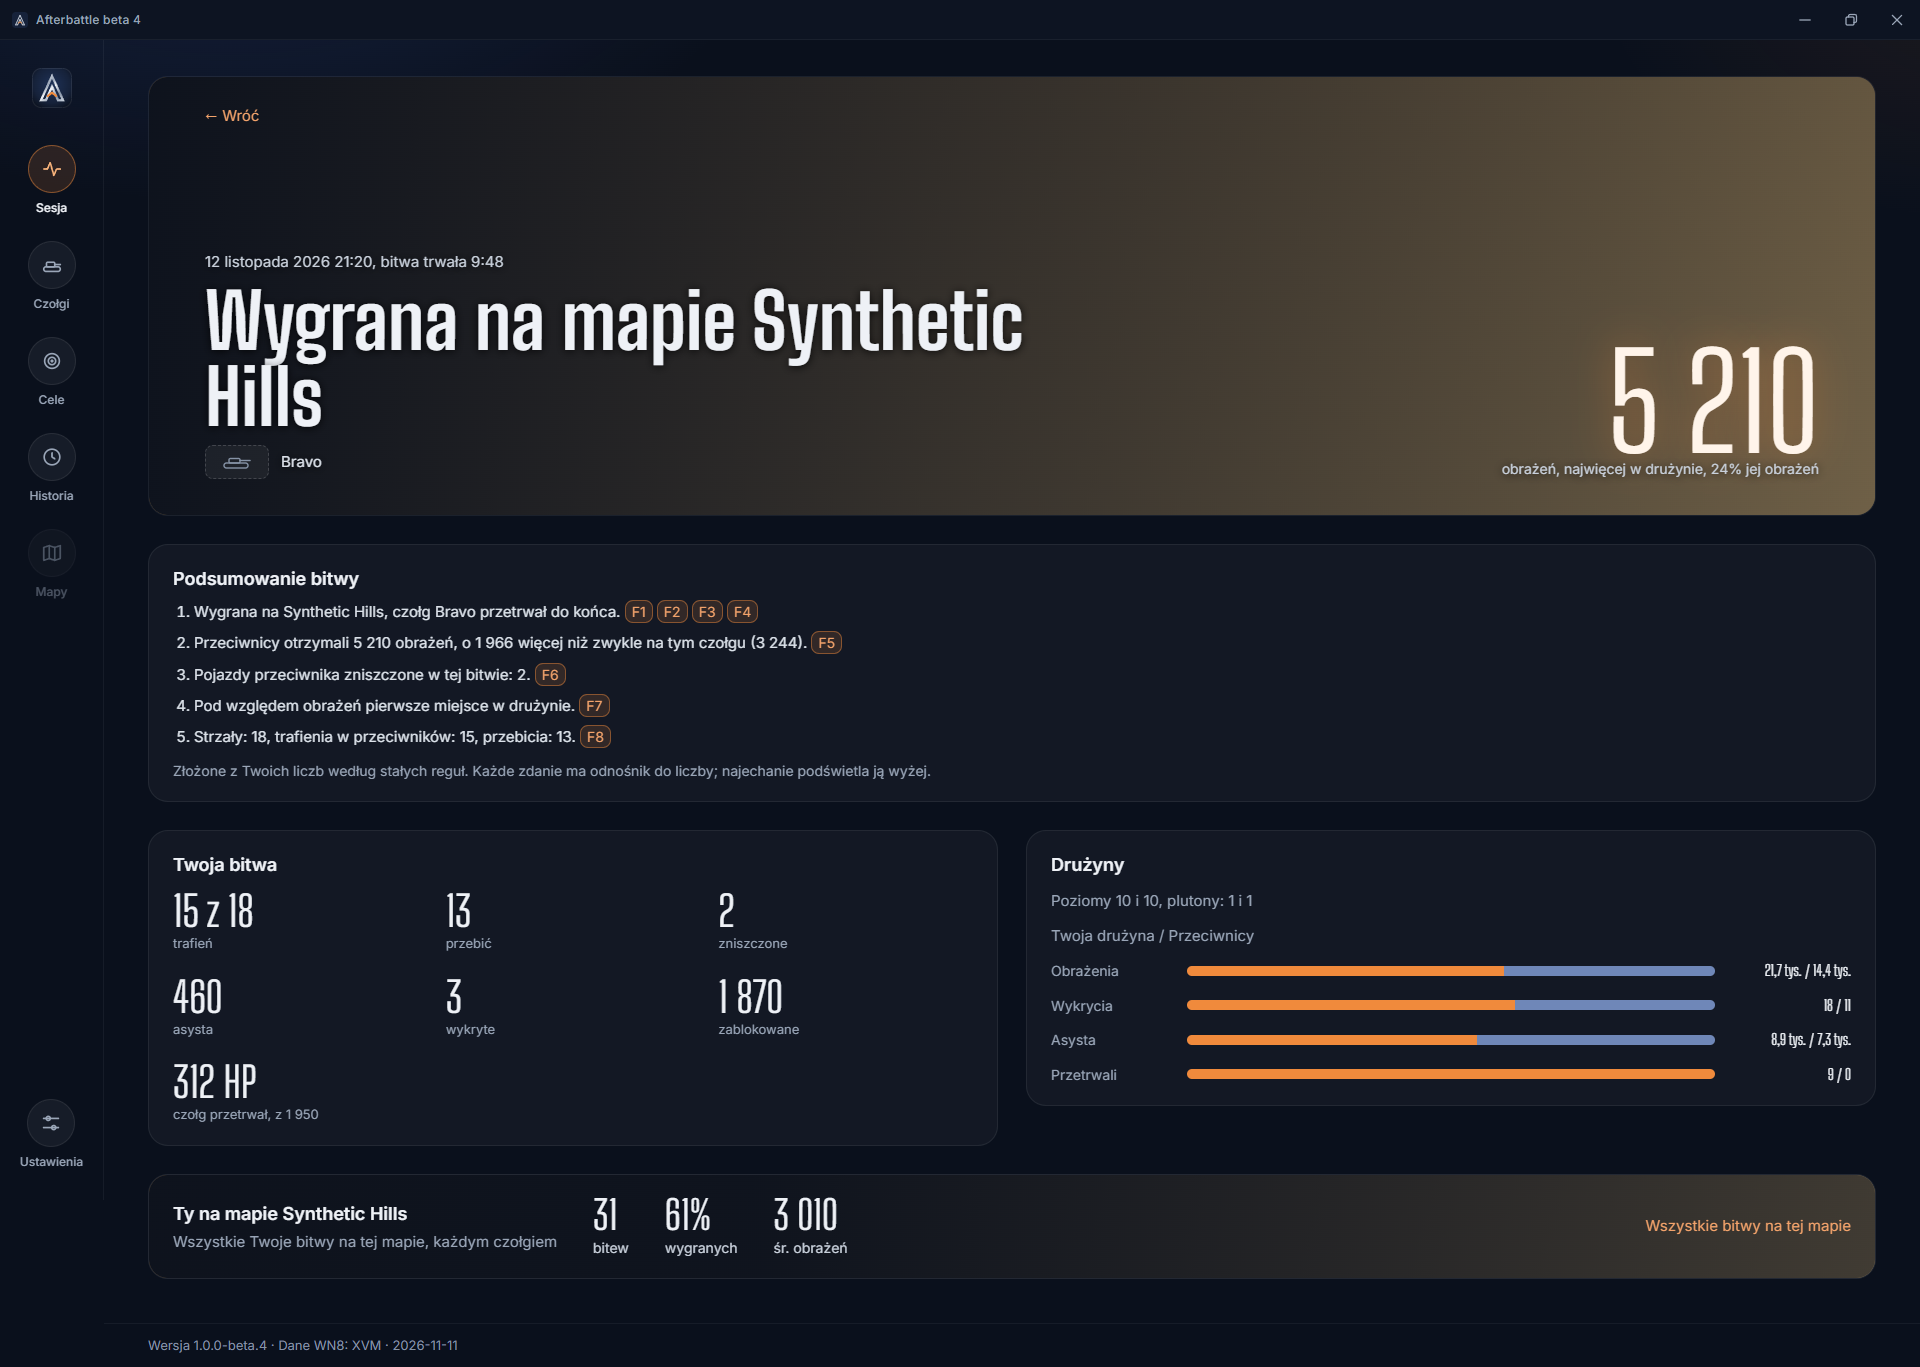 Afterbattle beta 4
Sesja
Czołgi
Cele
Historia
Mapy
Ustawienia
← Wróć
12 listopada 2026 21:20, bitwa trwała 9:48
Wygrana na mapie Synthetic
Hills
Bravo
5 210
obrażeń, najwięcej w drużynie, 24% jej obrażeń
Podsumowanie bitwy
1. Wygrana na Synthetic Hills, czołg Bravo przetrwał do końca. F1 F2 F3 F4
2. Przeciwnicy otrzymali 5 210 obrażeń, o 1 966 więcej niż zwykle na tym czołgu (3 244). F5
3. Pojazdy przeciwnika zniszczone w tej bitwie: 2. F6
4. Pod względem obrażeń pierwsze miejsce w drużynie. F7
5. Strzały: 18, trafienia w przeciwników: 15, przebicia: 13. F8
Złożone z Twoich liczb według stałych reguł. Każde zdanie ma odnośnik do liczby; najechanie podświetla ją wyżej.
Twoja bitwa
15 z 18
trafień
13
przebić
2
zniszczone
460
asysta
3
wykryte
1 870
zablokowane
312 HP
czołg przetrwał, z 1 950
Drużyny
Poziomy 10 i 10, plutony: 1 i 1
Twoja drużyna / Przeciwnicy
Obrażenia 21,7 tys. / 14,4 tys.
Wykrycia 18 / 11
Asysta 8,9 tys. / 7,3 tys.
Przetrwali 9 / 0
Ty na mapie Synthetic Hills
Wszystkie Twoje bitwy na tej mapie, każdym czołgiem
31
bitew
61%
wygranych
3 010
śr. obrażeń
Wszystkie bitwy na tej mapie
Wersja 1.0.0-beta.4 · Dane WN8: XVM · 2026-11-11